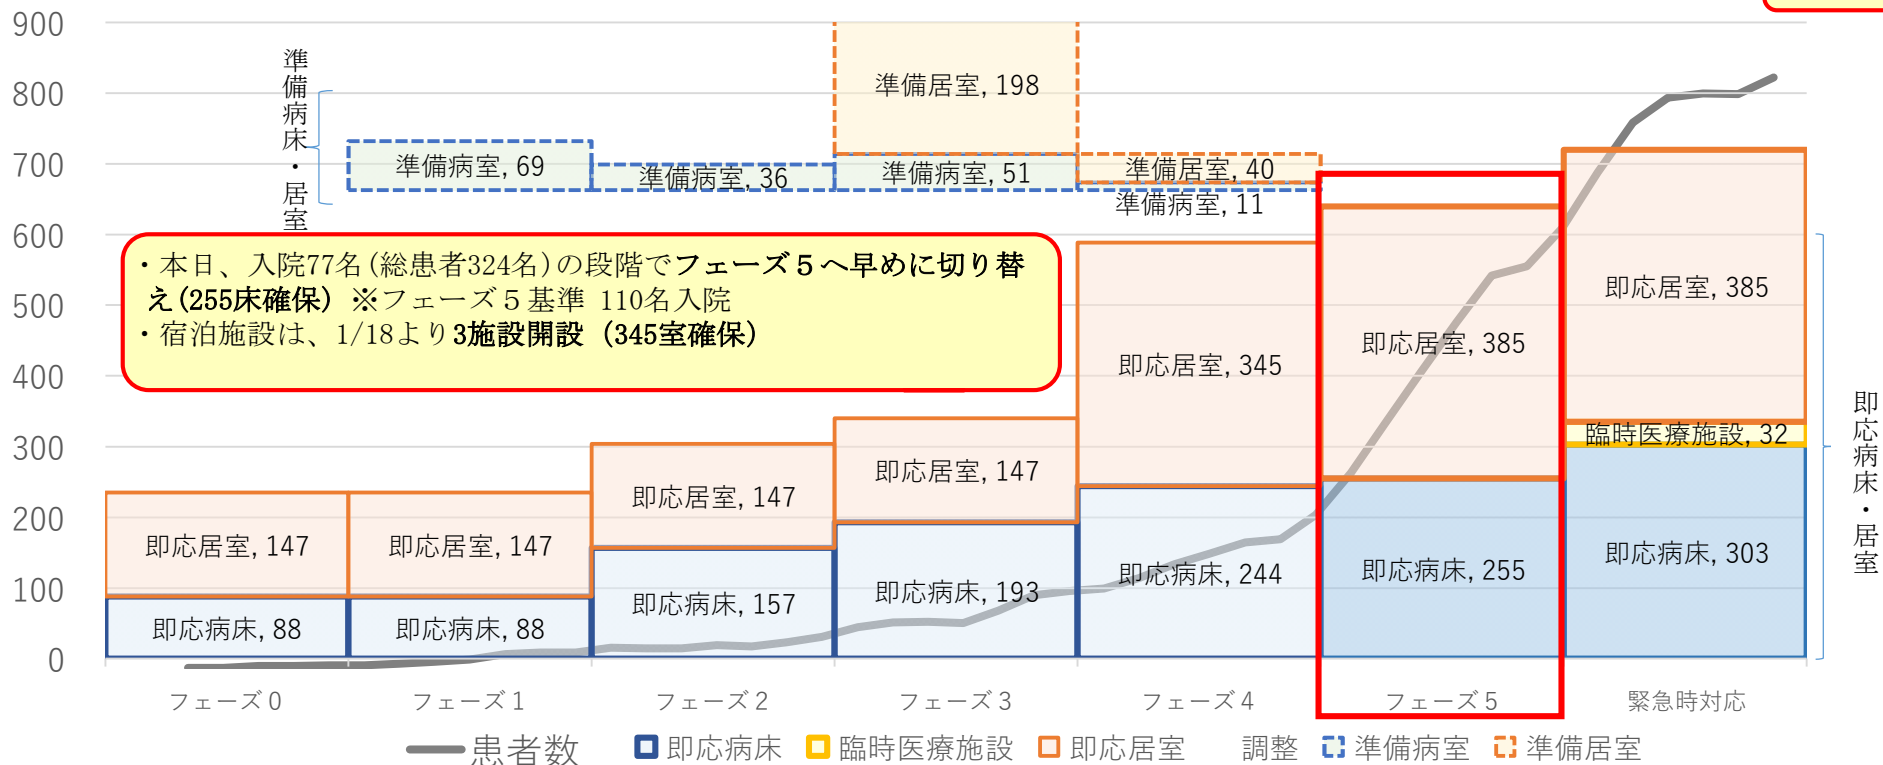 900
800
700
600
500
400
300
200
100
0
準備病床・居室
準備病室, 69
準備病室, 36
準備居室, 198
準備病室, 51
準備居室, 40
準備病室, 11
・本日、入院77名(総患者324名)の段階でフェーズ５へ早めに切り替
え(255床確保) ※フェーズ５基準 110名入院
・宿泊施設は、1/18より3施設開設（345室確保）
即応居室, 147
即応病床, 88
即応居室, 147
即応病床, 88
即応居室, 147
即応病床, 157
即応居室, 147
即応病床, 193
即応居室, 345
即応病床, 244
即応居室, 385
即応病床, 255
即応居室, 385
臨時医療施設, 32
即応病床, 303
即応病床・居室
フェーズ０
フェーズ１
フェーズ２
フェーズ３
フェーズ４
フェーズ５
緊急時対応
患者数
即応病床
臨時医療施設
即応居室
調整
準備病室
準備居室